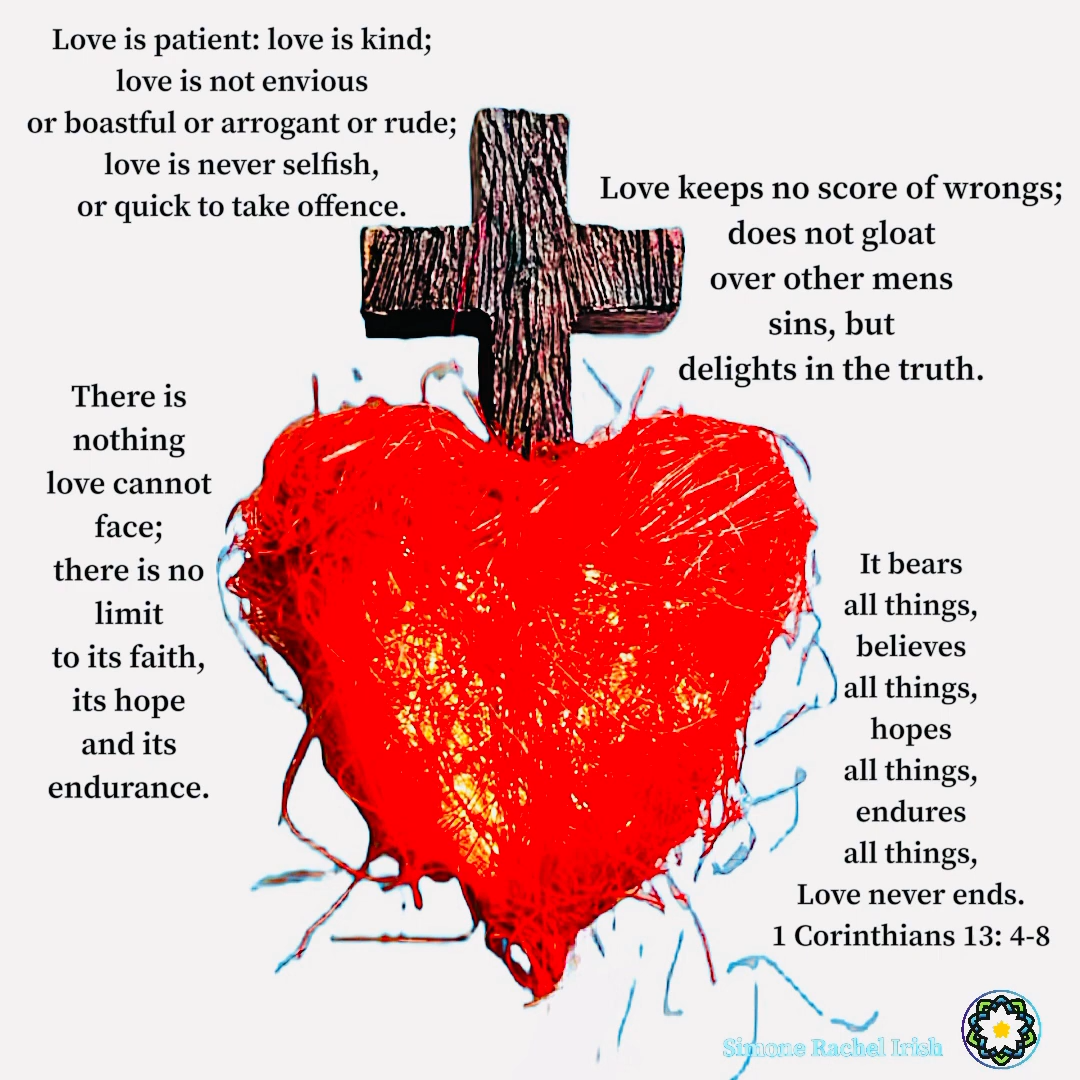 Love is patient: love is kind;
love is not envious
or boastful or arrogant or rude;
love is never selfish,
or quick to take offence.
Love keeps no score of wrongs;
does not gloat
over other mens
sins, but
delights in the truth.
There is
nothing
love cannot
face;
there is no
limit
to its faith,
its hope
and its
endurance.
It bears
all things,
believes
all things,
hopes
all things,
endures
all things,
Love never ends.
1 Corinthians 13: 4-8
Simone Rachel Irish